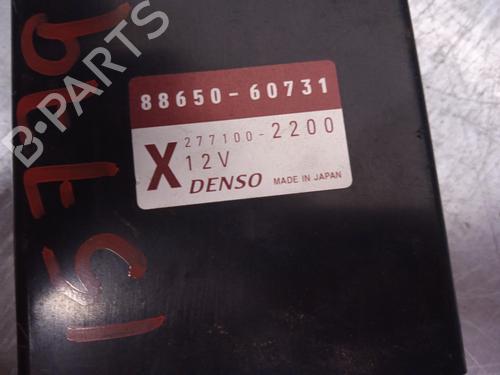 88650-60731
277100-2200
X 12V
DENSO MADE IN JAPAN
B-PARTS